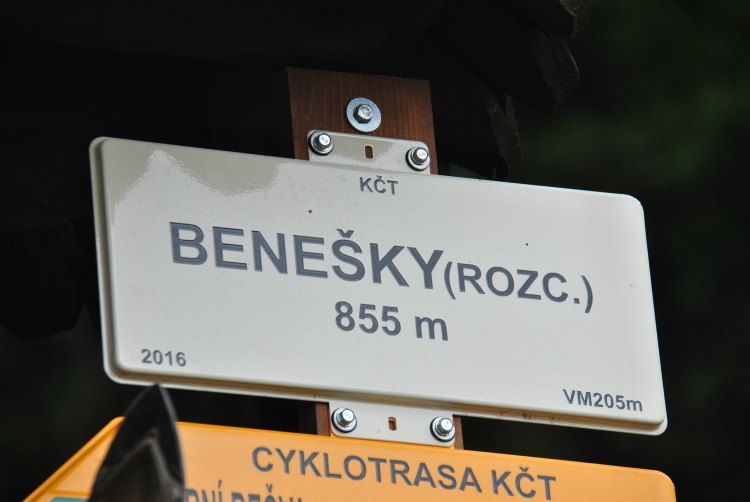 KČT
BENEŠKY (ROZC.)
855 m
2016
VM205m
CYKLOTRASA KČT